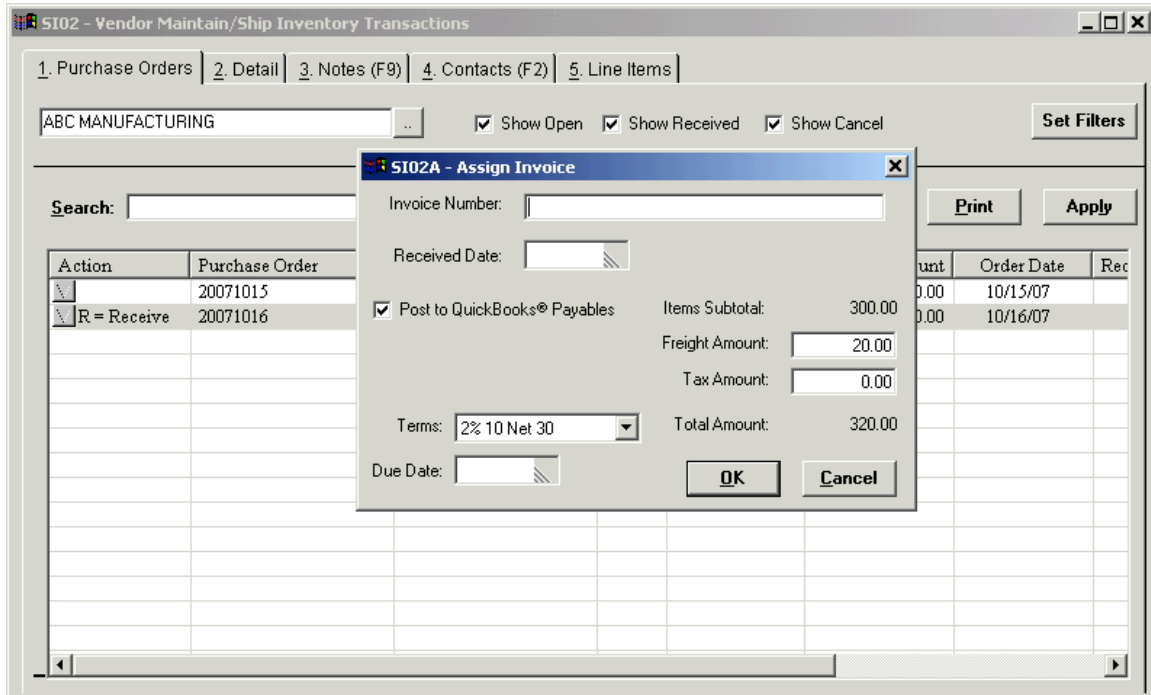 SI02 - Vendor Maintain/Ship Inventory Transactions
1. Purchase Orders 2. Detail 3. Notes (F9) 4. Contacts (F2) 5. Line Items
ABC MANUFACTURING .. Show Open Show Received Show Cancel Set Filters
SI02A - Assign Invoice
Search: Print Apply
Invoice Number:
Received Date:
Action Purchase Order Order Date
20071015 10/15/07
R = Receive 20071016 10/16/07
Post to QuickBooks® Payables Items Subtotal: 300.00
Freight Amount: 20.00
Tax Amount: 0.00
Terms: 2% 10 Net 30 Total Amount: 320.00
Due Date: OK Cancel